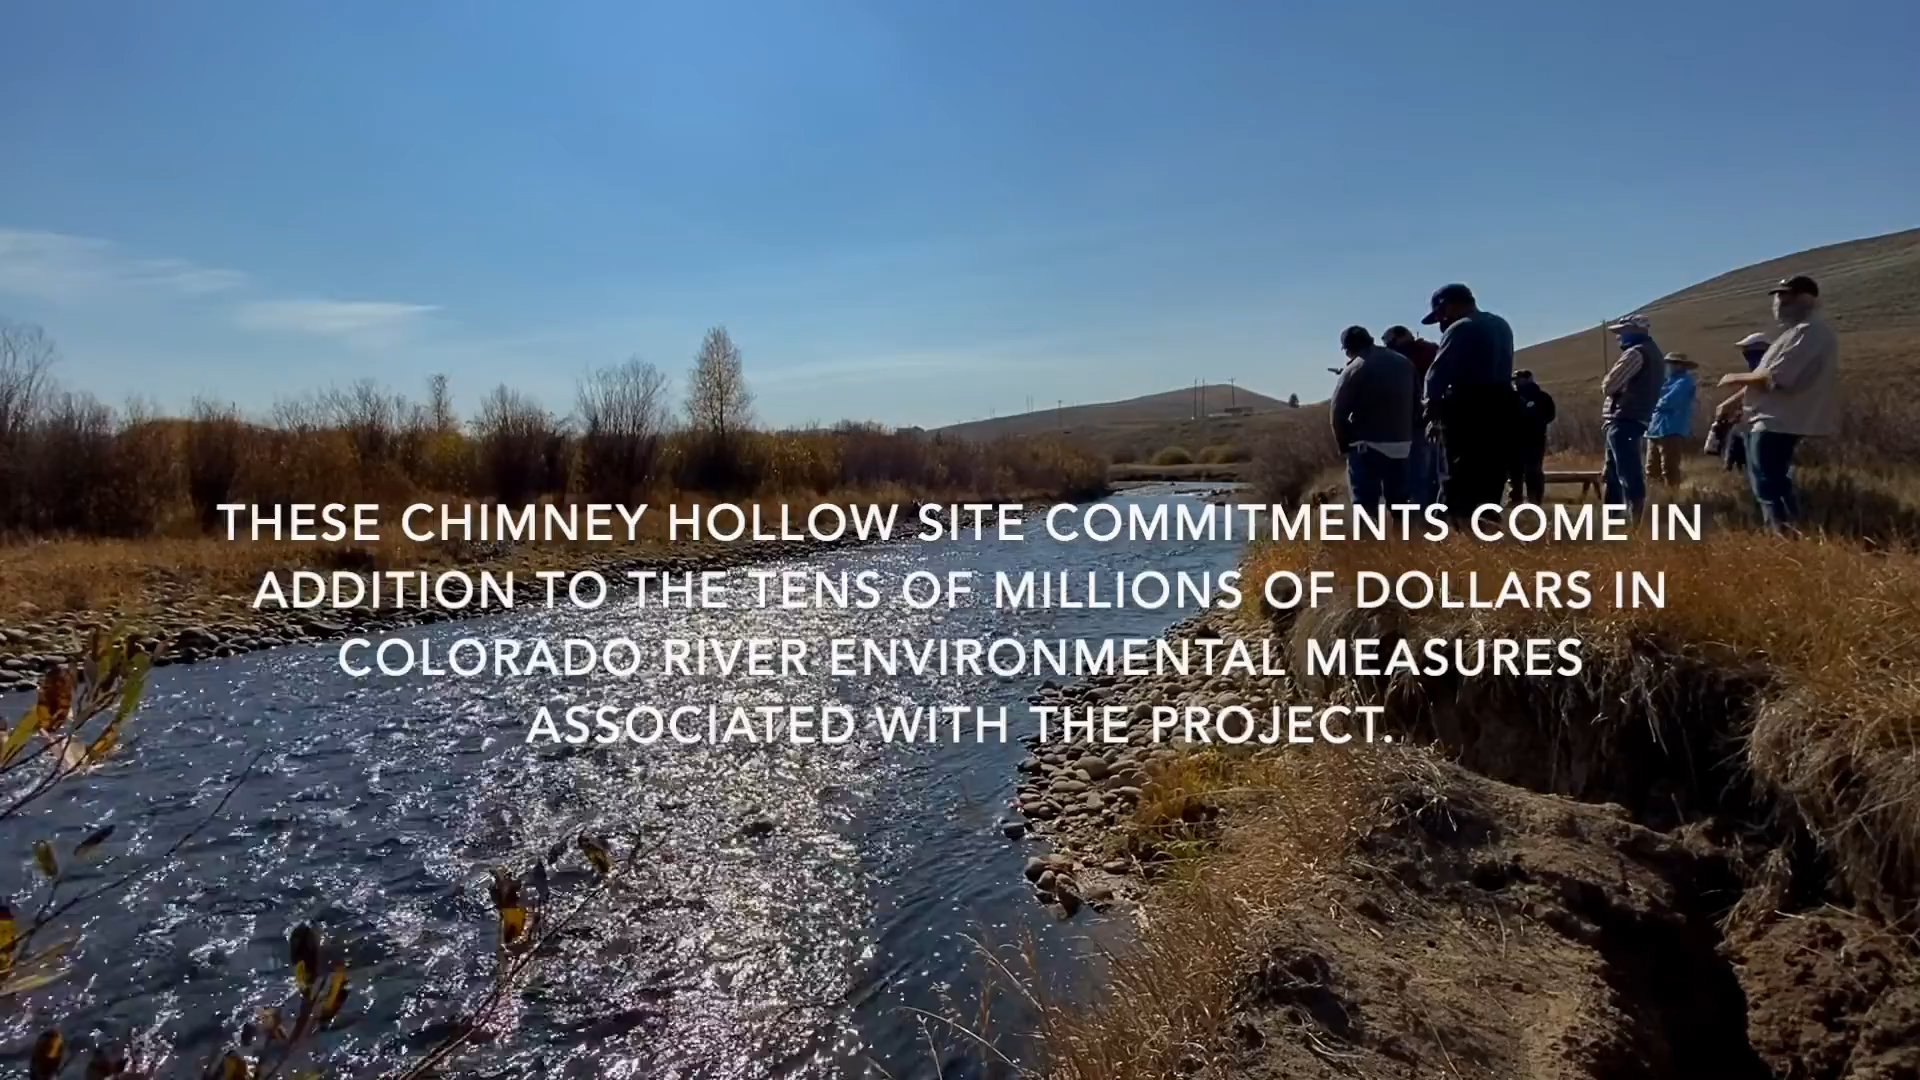 THESE CHIMNEY HOLLOW SITE COMMITMENTS COME IN
ADDITION TO THE TENS OF MILLIONS OF DOLLARS IN
COLORADO RIVER ENVIRONMENTAL MEASURES
ASSOCIATED WITH THE PROJECT.